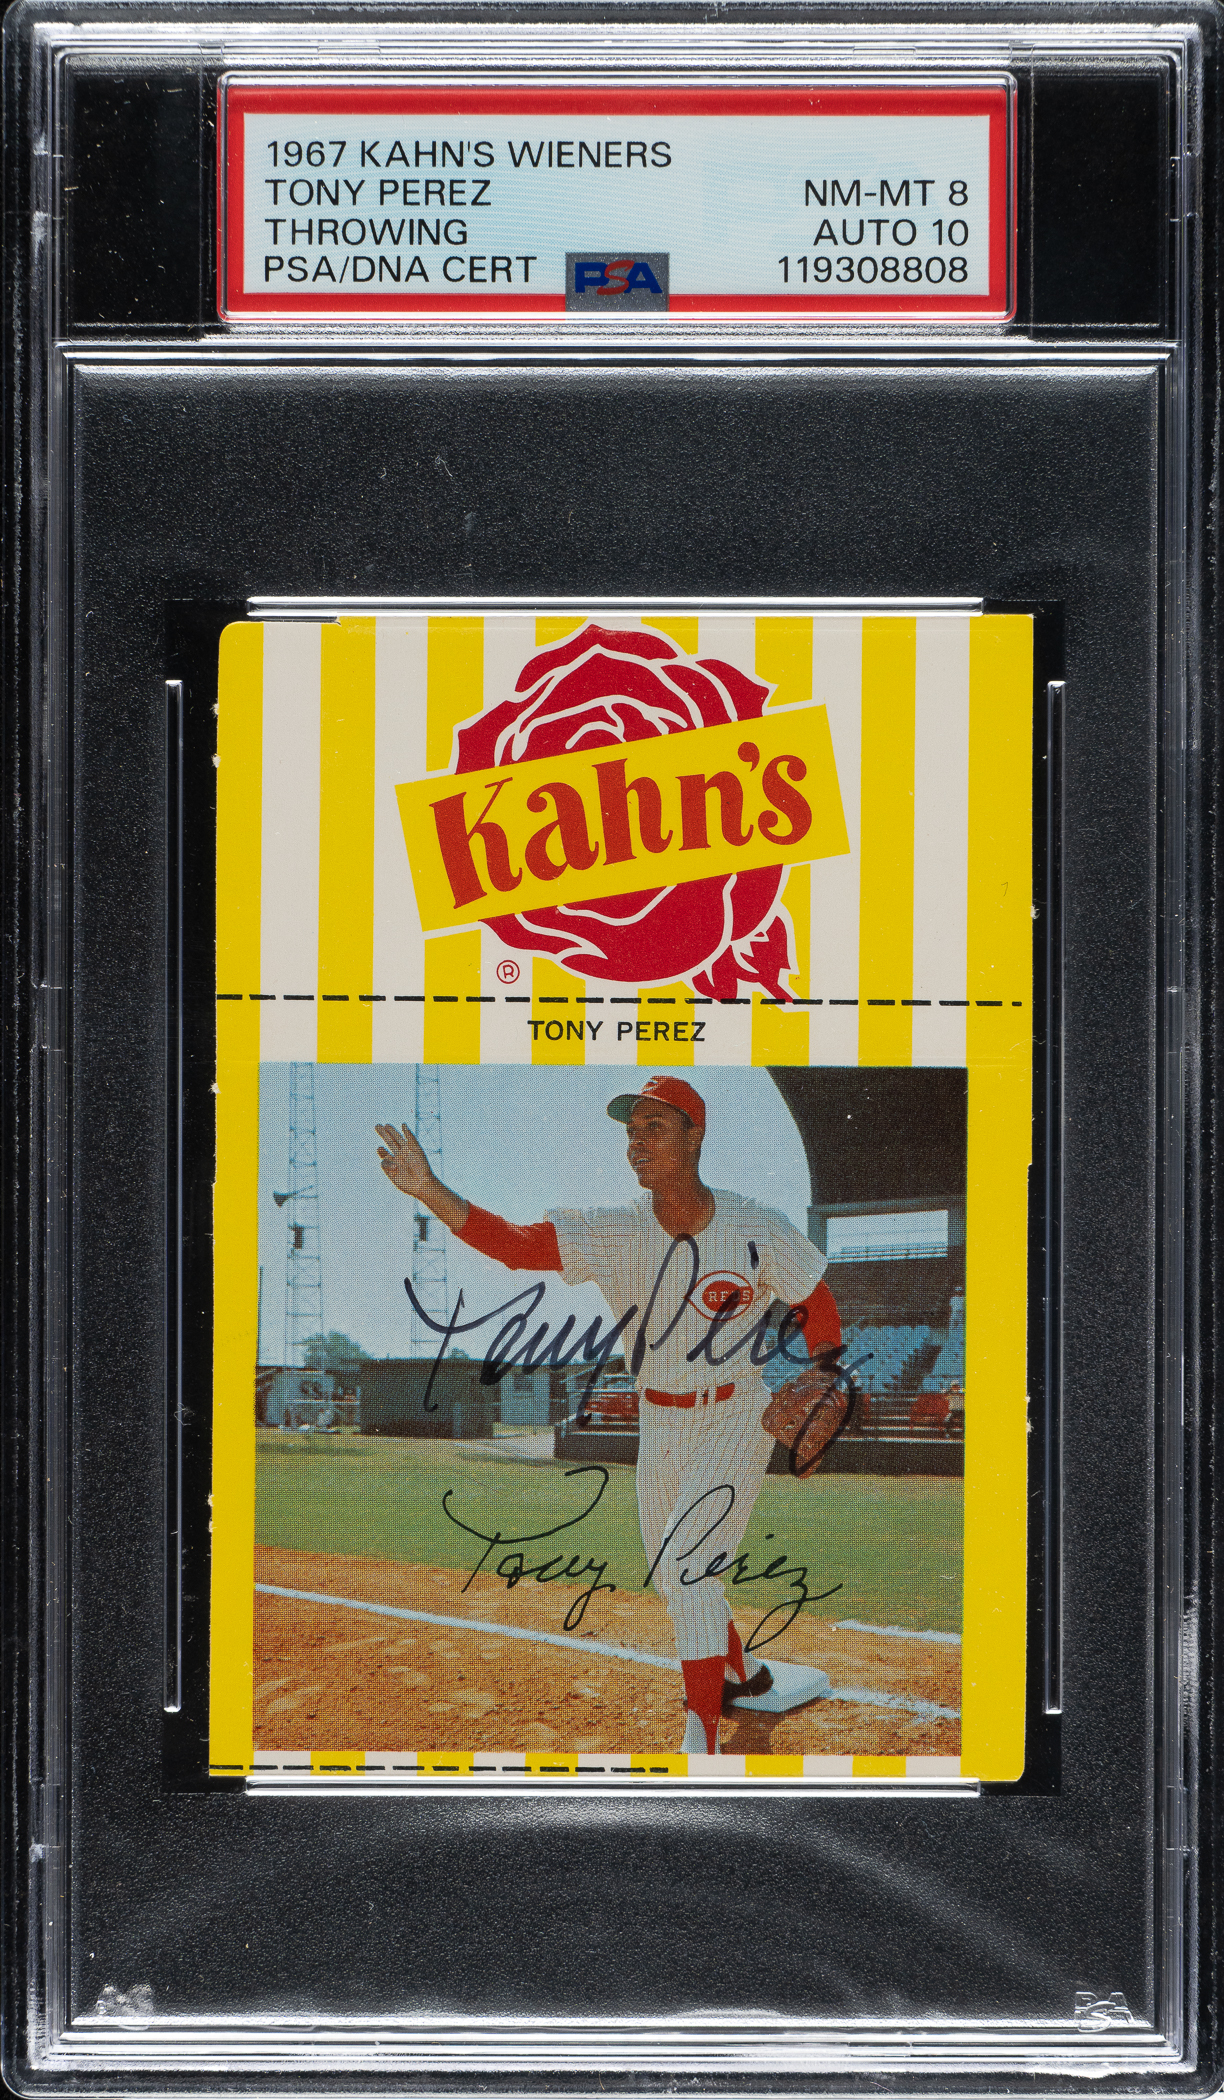 1967 KAHN'S WIENERS
TONY PEREZ NM-MT 8
THROWING AUTO 10
PSA/DNA CERT PSA 119308808
Kahn's
®
TONY PEREZ
REDS
Tony Perez
Tony Perez
PSA